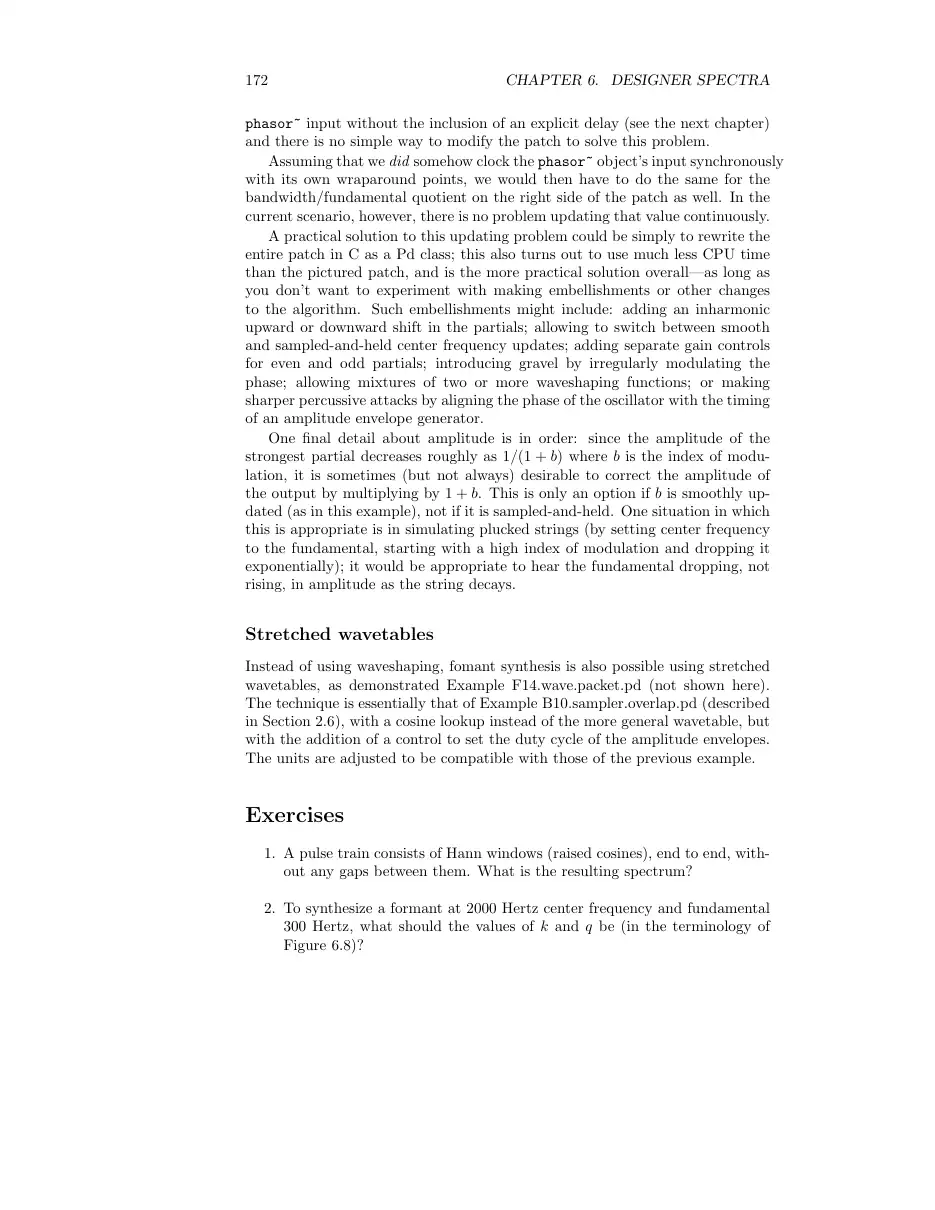 172 CHAPTER 6. DESIGNER SPECTRA
phasor~ input without the inclusion of an explicit delay (see the next chapter)
and there is no simple way to modify the patch to solve this problem.
Assuming that we did somehow clock the phasor~ object's input synchronously
with its own wraparound points, we would then have to do the same for the
bandwidth/fundamental quotient on the right side of the patch as well. In the
current scenario, however, there is no problem updating that value continuously.
A practical solution to this updating problem could be simply to rewrite the
entire patch in C as a Pd class; this also turns out to use much less CPU time
than the pictured patch, and is the more practical solution overall—as long as
you don't want to experiment with making embellishments or other changes
to the algorithm. Such embellishments might include: adding an inharmonic
upward or downward shift in the partials; allowing to switch between smooth
and sampled-and-held center frequency updates; adding separate gain controls
for even and odd partials; introducing gravel by irregularly modulating the
phase; allowing mixtures of two or more waveshaping functions; or making
sharper percussive attacks by aligning the phase of the oscillator with the timing
of an amplitude envelope generator.
One final detail about amplitude is in order: since the amplitude of the
strongest partial decreases roughly as 1/(1 + b) where b is the index of modu-
lation, it is sometimes (but not always) desirable to correct the amplitude of
the output by multiplying by 1 + b. This is only an option if b is smoothly up-
dated (as in this example), not if it is sampled-and-held. One situation in which
this is appropriate is in simulating plucked strings (by setting center frequency
to the fundamental, starting with a high index of modulation and dropping it
exponentially); it would be appropriate to hear the fundamental dropping, not
rising, in amplitude as the string decays.
Stretched wavetables
Instead of using waveshaping, fomant synthesis is also possible using stretched
wavetables, as demonstrated Example F14.wave.packet.pd (not shown here).
The technique is essentially that of Example B10.sampler.overlap.pd (described
in Section 2.6), with a cosine lookup instead of the more general wavetable, but
with the addition of a control to set the duty cycle of the amplitude envelopes.
The units are adjusted to be compatible with those of the previous example.
Exercises
1. A pulse train consists of Hann windows (raised cosines), end to end, with-
out any gaps between them. What is the resulting spectrum?
2. To synthesize a formant at 2000 Hertz center frequency and fundamental
300 Hertz, what should the values of k and q be (in the terminology of
Figure 6.8)?